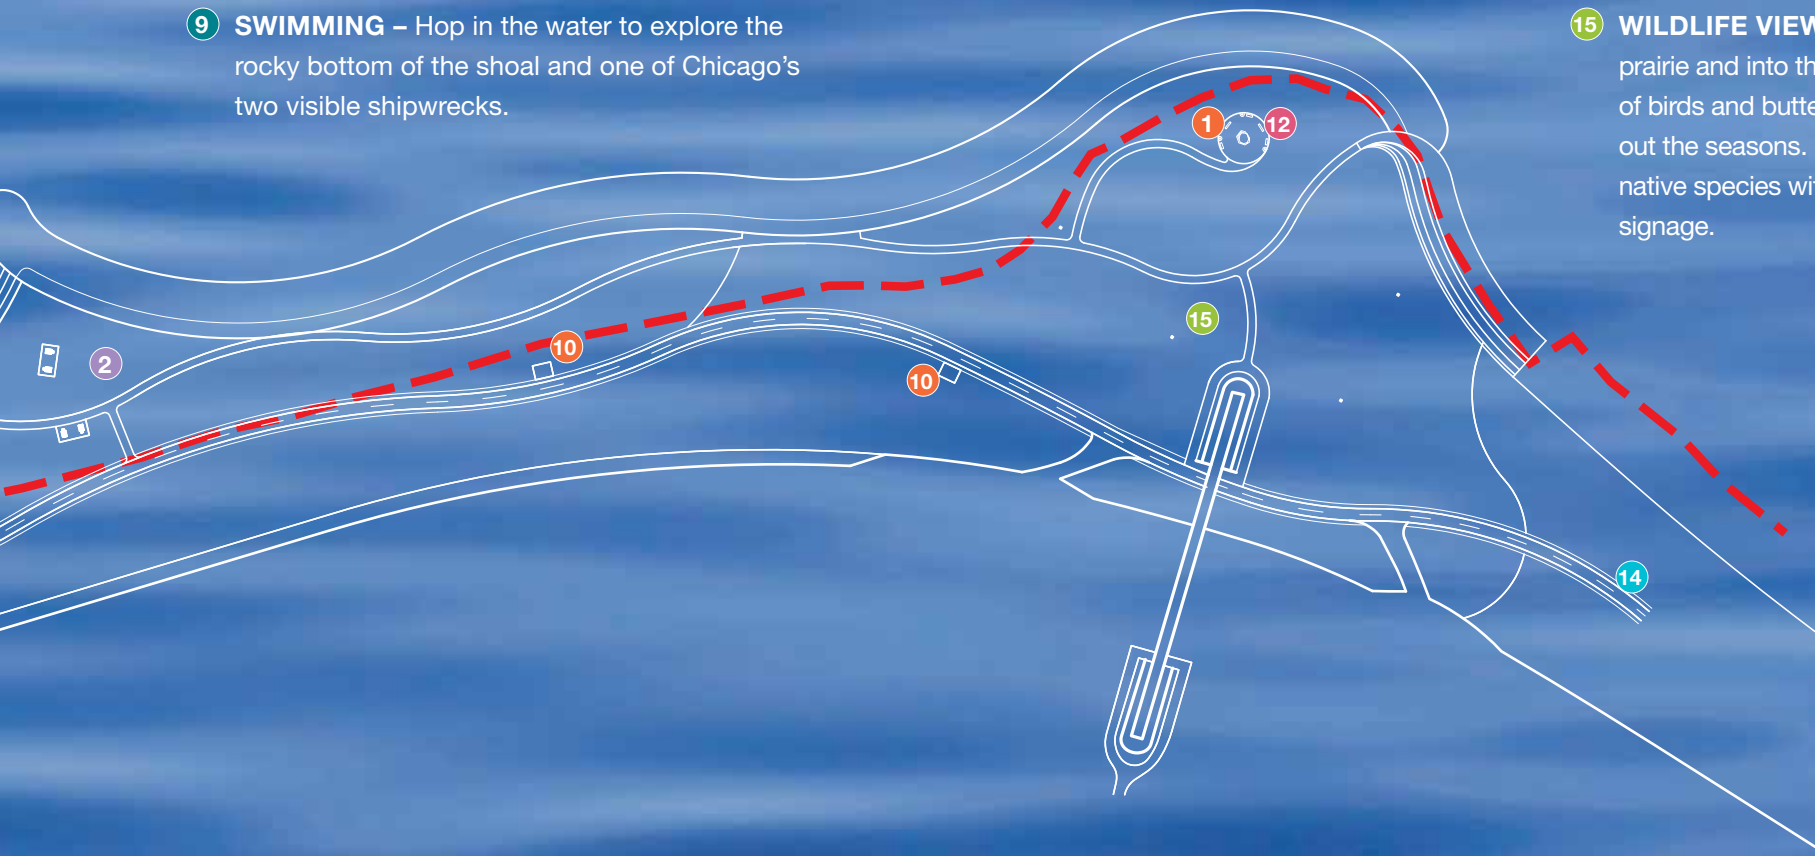 9 SWIMMING – Hop in the water to explore the
rocky bottom of the shoal and one of Chicago's
two visible shipwrecks.
15 WILDLIFE VIEW
prairie and into th
of birds and butte
out the seasons.
native species wi
signage.
1
12
2
10
15
10
14